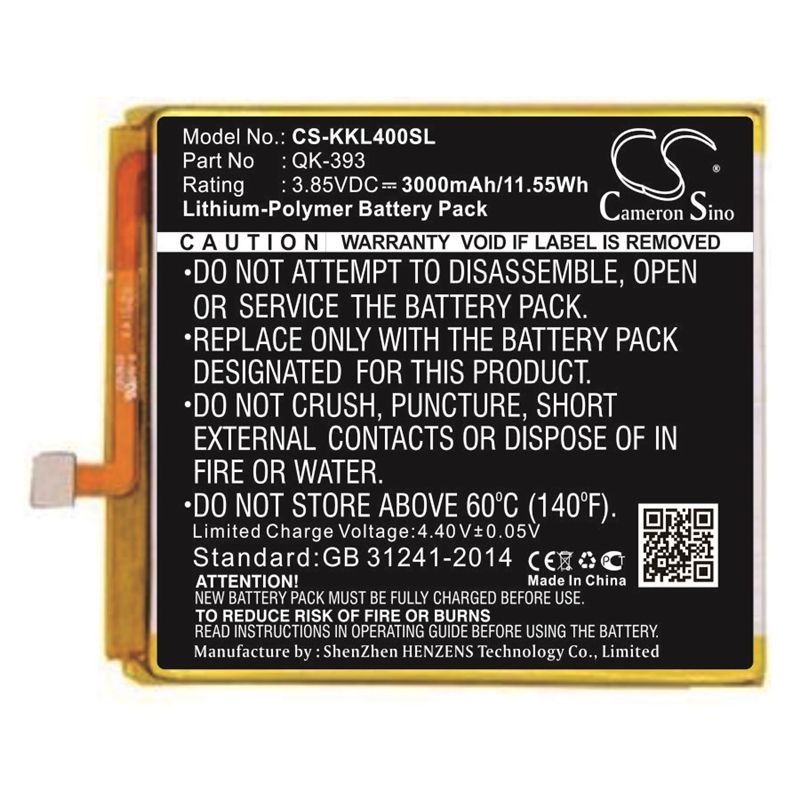 Model No.: CS-KKL400SL
Part No : QK-393
Rating : 3.85VDC⎓3000mAh/11.55Wh
Lithium-Polymer Battery Pack
CS
®
Cameron Sino
CAUTION WARRANTY VOID IF LABEL IS REMOVED
•DO NOT ATTEMPT TO DISASSEMBLE, OPEN
OR SERVICE THE BATTERY PACK.
•REPLACE ONLY WITH THE BATTERY PACK
DESIGNATED FOR THIS PRODUCT.
•DO NOT CRUSH, PUNCTURE, SHORT
EXTERNAL CONTACTS OR DISPOSE OF IN
FIRE OR WATER.
•DO NOT STORE ABOVE 60°C (140°F).
Limited Charge Voltage:4.40V±0.05V
Standard:GB 31241-2014
CE
Made In China
ATTENTION!
NEW BATTERY PACK MUST BE FULLY CHARGED BEFORE USE.
TO REDUCE RISK OF FIRE OR BURNS
READ INSTRUCTIONS IN OPERATING GUIDE BEFORE USING BATTERY.
Manufacturer : ShenZhen HENZENS Technology Co., Limited